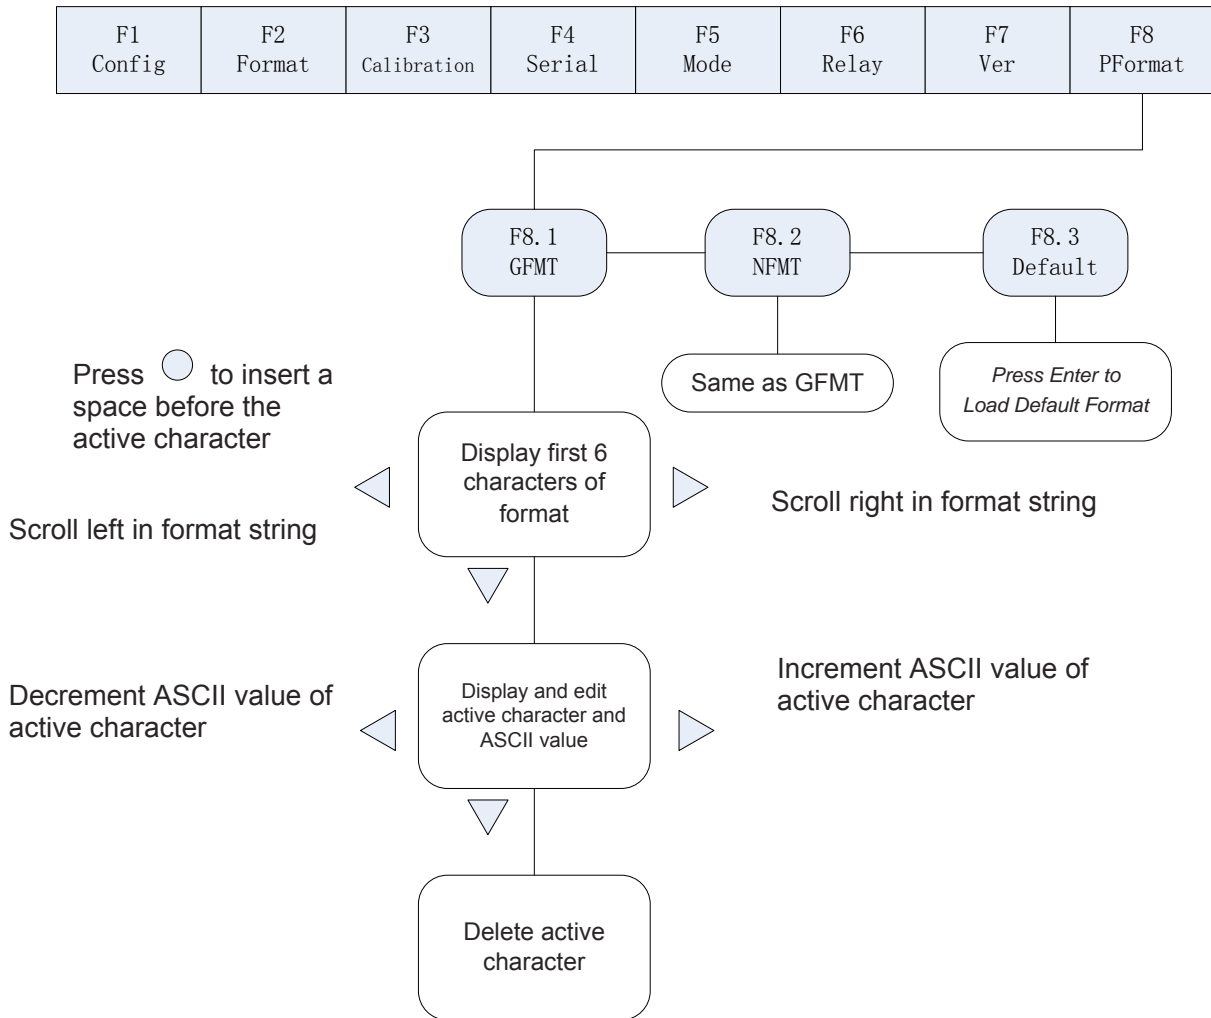 F1 F2 F3 F4 F5 F6 F7 F8
Config Format Calibration Serial Mode Relay Ver PFormat
F8.1 F8.2 F8.3
GFMT NFMT Default
Press to insert a
space before the
active character
Same as GFMT
Press Enter to
Load Default Format
Display first 6
characters of
format
Scroll left in format string
Scroll right in format string
Decrement ASCII value of
active character
Display and edit
active character and
ASCII value
Increment ASCII value of
active character
Delete active
character